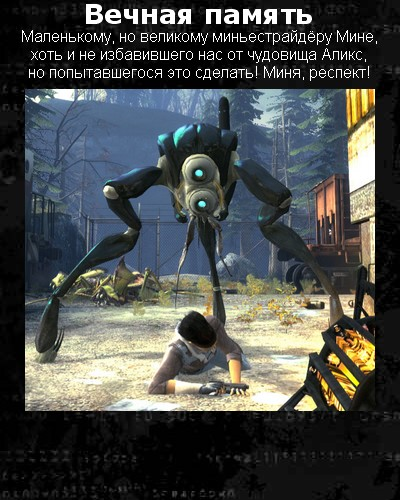 Вечная память
Маленькому, но великому миньестрайдёру Мине,
хоть и не избавившего нас от чудовища Аликс,
но попытавшегося это сделать! Миня, респект!